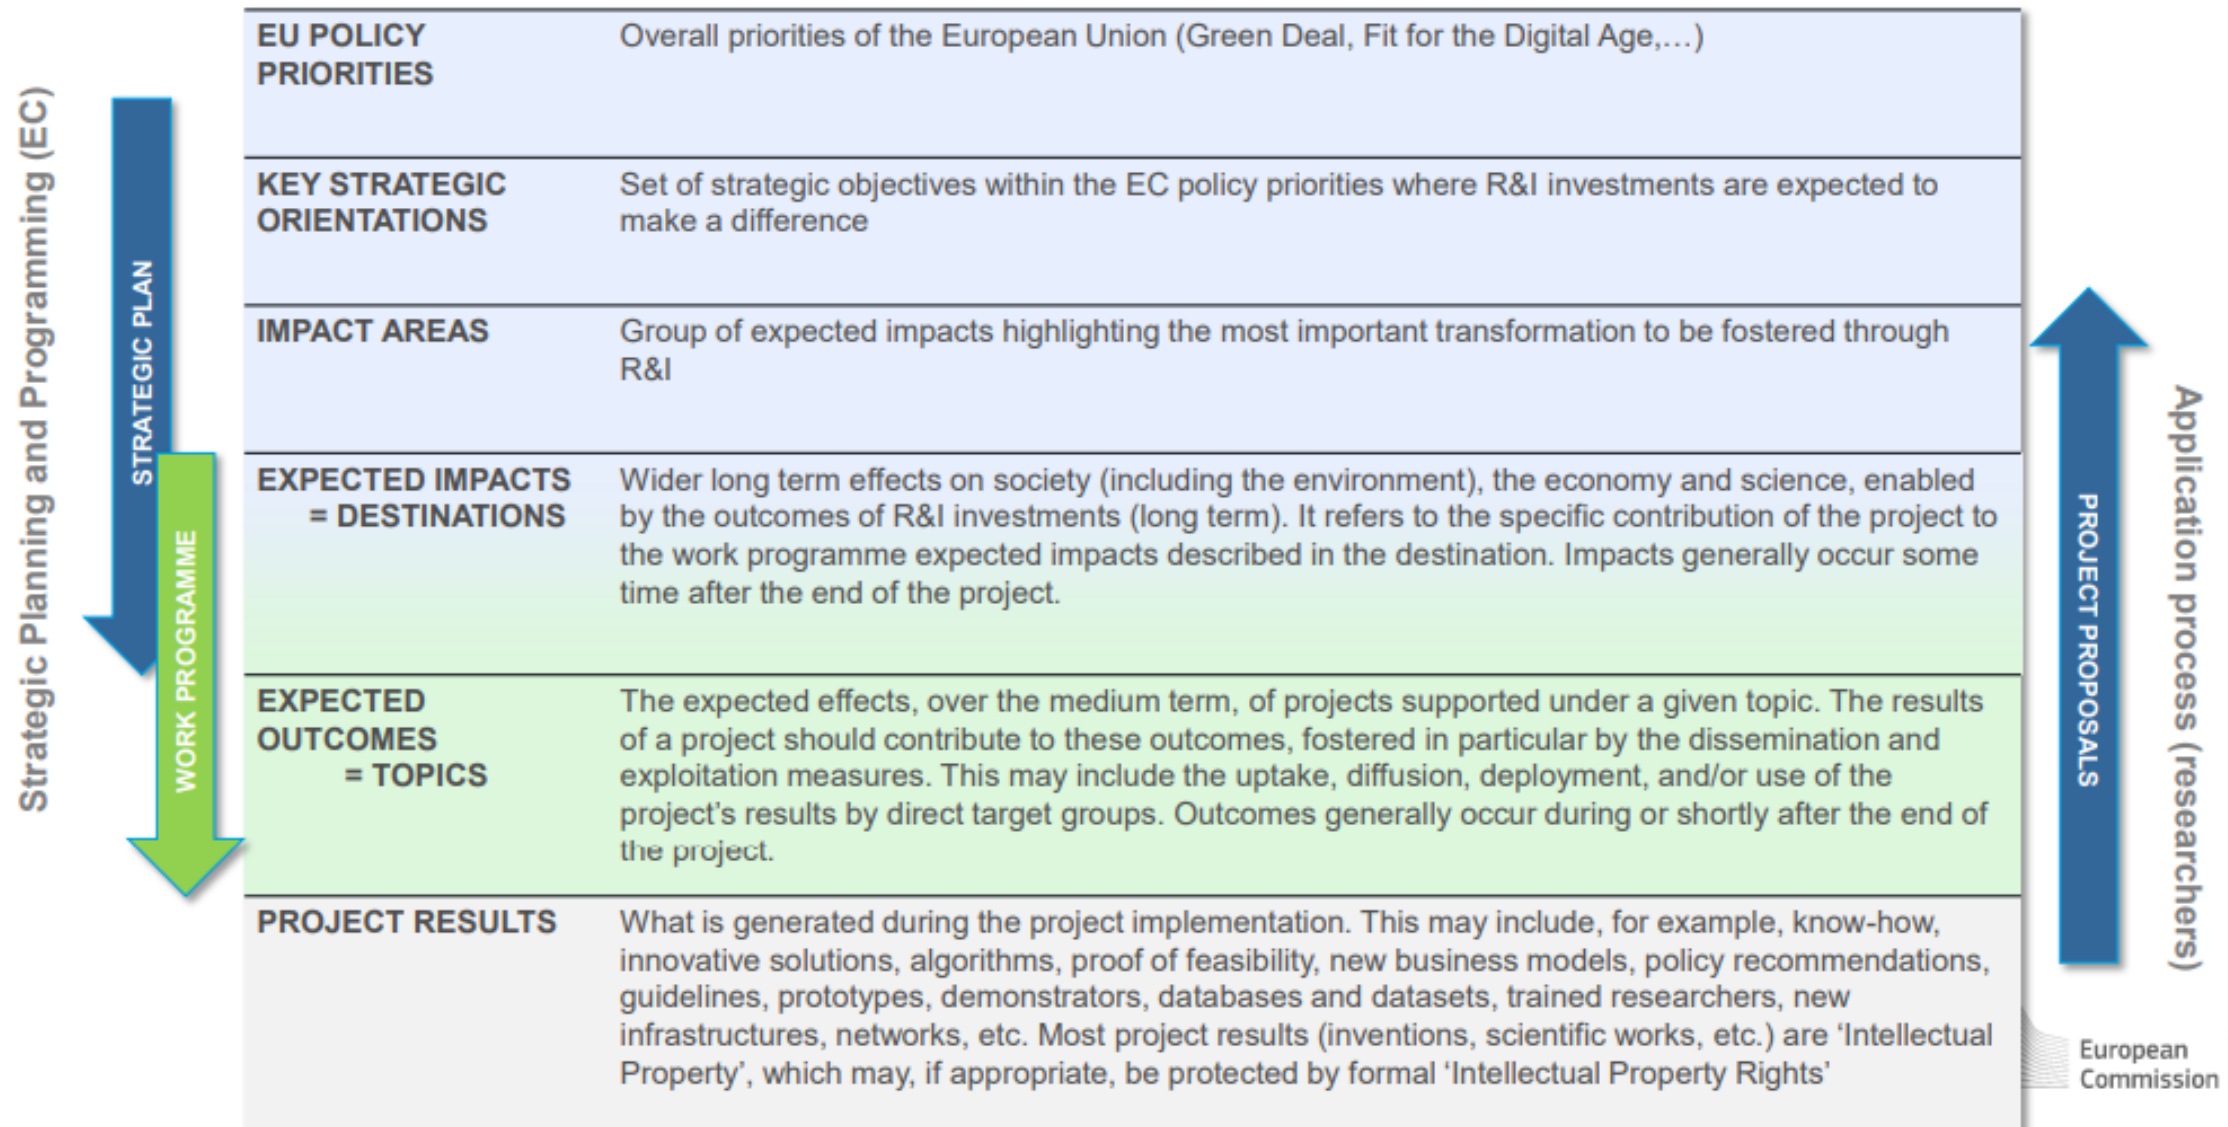 Strategic Planning and Programming (EC)
STRATEGIC PLAN
WORK PROGRAMME
EU POLICY
PRIORITIES
Overall priorities of the European Union (Green Deal, Fit for the Digital Age,...)
KEY STRATEGIC
ORIENTATIONS
Set of strategic objectives within the EC policy priorities where R&I investments are expected to
make a difference
IMPACT AREAS
Group of expected impacts highlighting the most important transformation to be fostered through
R&I
EXPECTED IMPACTS
= DESTINATIONS
Wider long term effects on society (including the environment), the economy and science, enabled
by the outcomes of R&I investments (long term). It refers to the specific contribution of the project to
the work programme expected impacts described in the destination. Impacts generally occur some
time after the end of the project.
EXPECTED
OUTCOMES
= TOPICS
The expected effects, over the medium term, of projects supported under a given topic. The results
of a project should contribute to these outcomes, fostered in particular by the dissemination and
exploitation measures. This may include the uptake, diffusion, deployment, and/or use of the
project's results by direct target groups. Outcomes generally occur during or shortly after the end of
the project.
PROJECT RESULTS
What is generated during the project implementation. This may include, for example, know-how,
innovative solutions, algorithms, proof of feasibility, new business models, policy recommendations,
guidelines, prototypes, demonstrators, databases and datasets, trained researchers, new
infrastructures, networks, etc. Most project results (inventions, scientific works, etc.) are ‘Intellectual
Property’, which may, if appropriate, be protected by formal ‘Intellectual Property Rights’
PROJECT PROPOSALS
Application process (researchers)
European
Commission